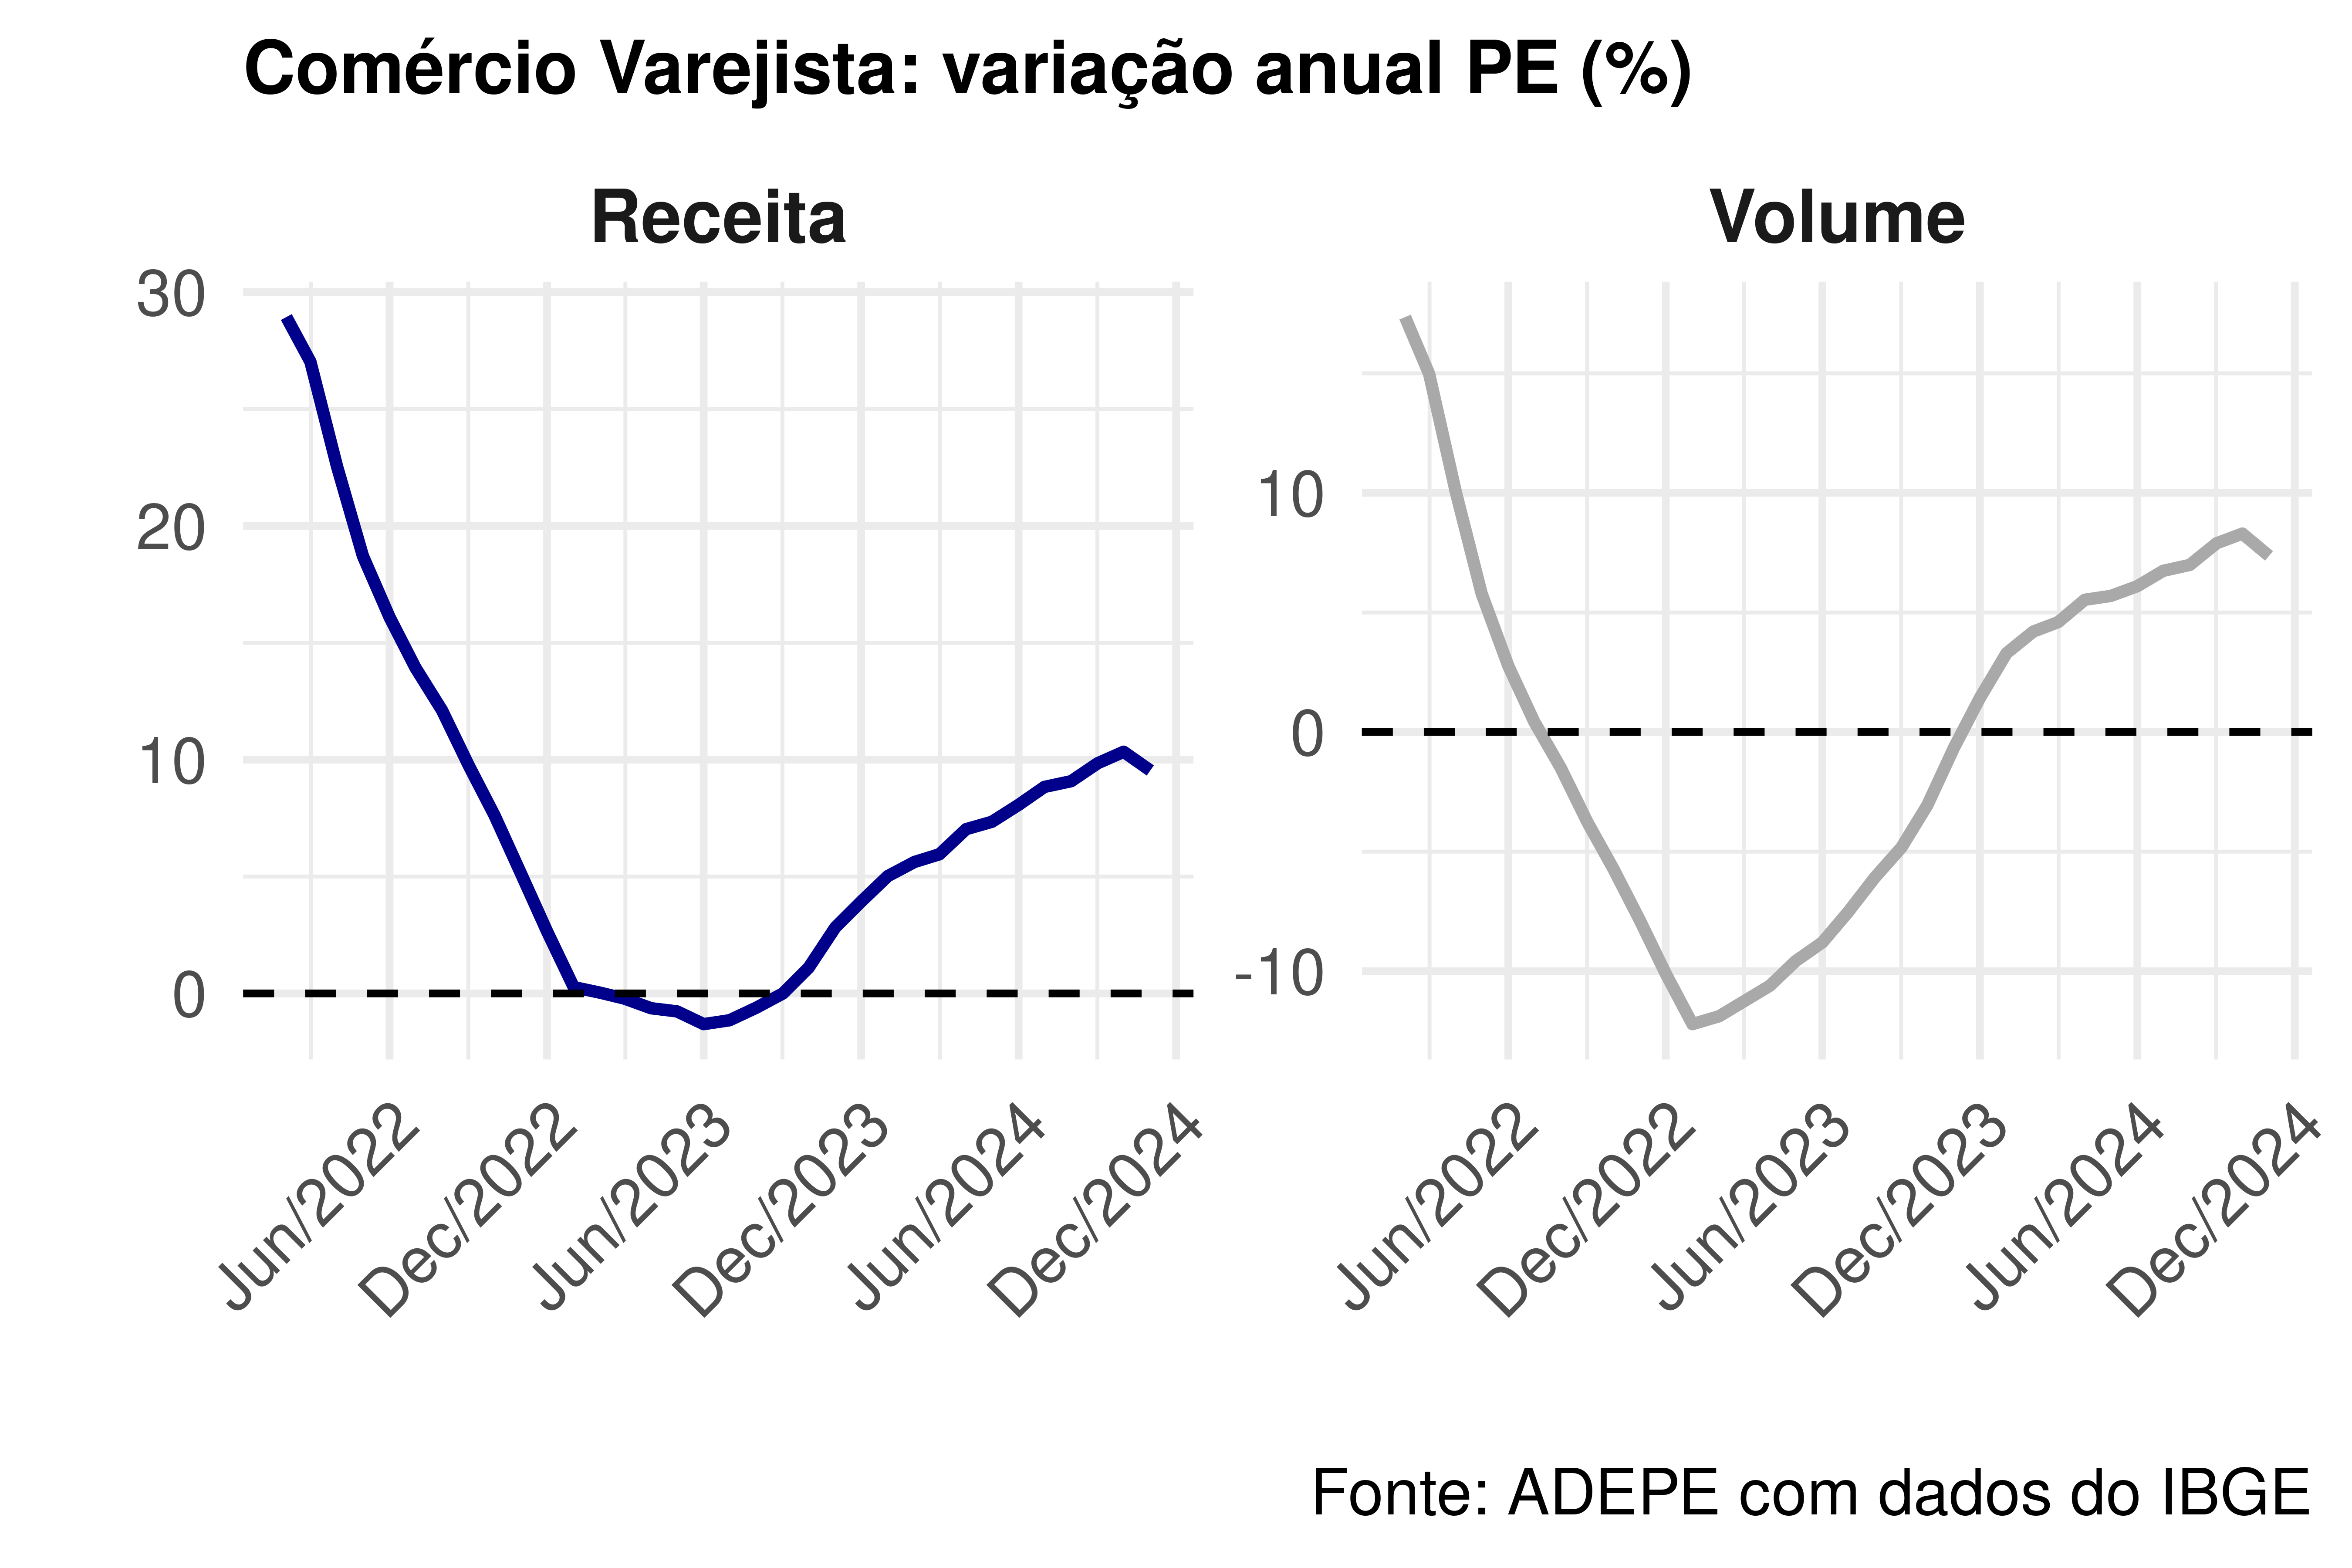 Comércio Varejista: variação anual PE (%)
Receita
30
20
10
0
Jun/2022
Dec/2022
Jun/2023
Dec/2023
Jun/2024
Dec/2024
Volume
10
0
-10
Jun/2022
Dec/2022
Jun/2023
Dec/2023
Jun/2024
Dec/2024
Fonte: ADEPE com dados do IBGE